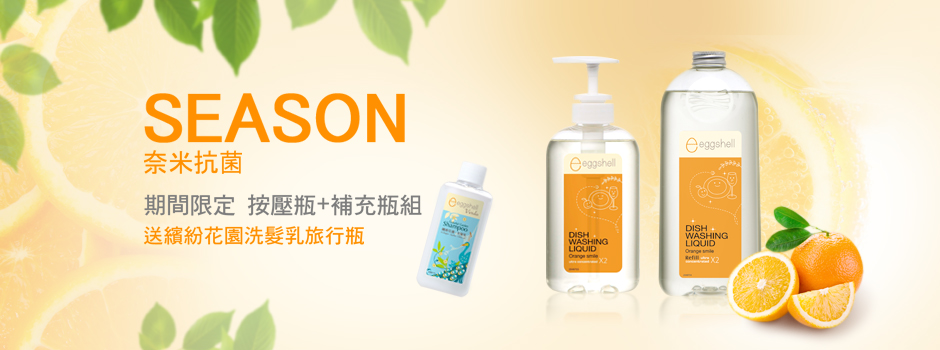 SEASON
奈米抗菌
期間限定 按壓瓶+補充瓶組
送繽紛花園洗髮乳旅行瓶
eggshell
Shampoo
eggshell
DISH
WASHING
LIQUID
Orange smile
X2
eggshell
DISH
WASHING
LIQUID
Orange smile
Refill
X2